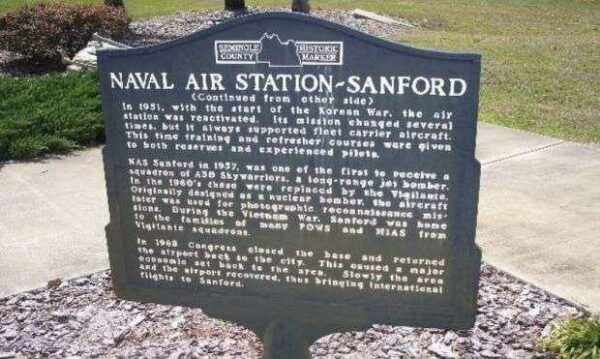 SEMINOLE HISTORIC
COUNTY MARKER
NAVAL AIR STATION-SANFORD
(Continued from other side)
In 1951, with the start of the Korean War, the air
station was reactivated. Its mission changed several
times, but it always supported fleet carrier aircraft.
This time training and refresher courses were given
to both reserves and experienced pilots.
NAS Sanford in 1957, was one of the first to receive a
squadron of A3D Skywarriors, a long-range jet bomber.
In the 1960's these were replaced by the Vigilante.
Originally designed as a nuclear bomber, the aircraft
later was used for photographic reconnaissance mis-
sions. During the Vietnam War, Sanford was home
to the families of many POWS and MIAS from
Vigilante squadrons.
In 1968 Congress closed the base and returned
the airport back to the city. This caused a major
economic set back to the area. Slowly the area
and the airport recovered, thus bringing international
flights to Sanford.